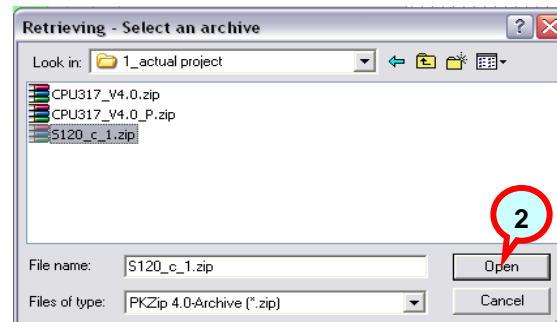 Retrieving - Select an archive
Look in: 1_actual project
CPU317_V4.0.zip
CPU317_V4.0_P.zip
S120_c_1.zip
2
File name: S120_c_1.zip Open
Files of type: PKZip 4.0-Archive (*.zip) Cancel